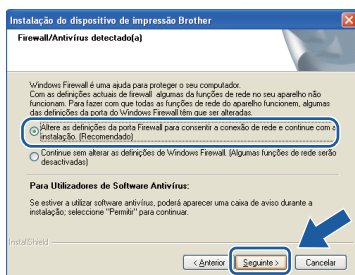 Instalação do dispositivo de impressão Brother
Firewall/Antivírus detectado(a)
Windows Firewall é uma ajuda para proteger o seu computador.
Com as definições actuais de firewall algumas da funções de rede no seu aparelho não
funcionam. Para fazer com que todas as funções de rede do aparelho funcionem, algumas
das definições da porta do Windows Firewall têm que ser alteradas.
Altere as definições da porta Firewall para consentir a conexão de rede e continue com a
instalação. (Recomendado)
Continue sem alterar as definições de Windows Firewall. (Algumas funções de rede serão
desactivadas)
Para Utilizadores de Software Antivírus:
Se estiver a utilizar software antivírus, poderá aparecer uma caixa de aviso durante a
instalação; seleccione "Permitir" para continuar.
InstallShield
< Anterior
Seguinte >
Cancelar